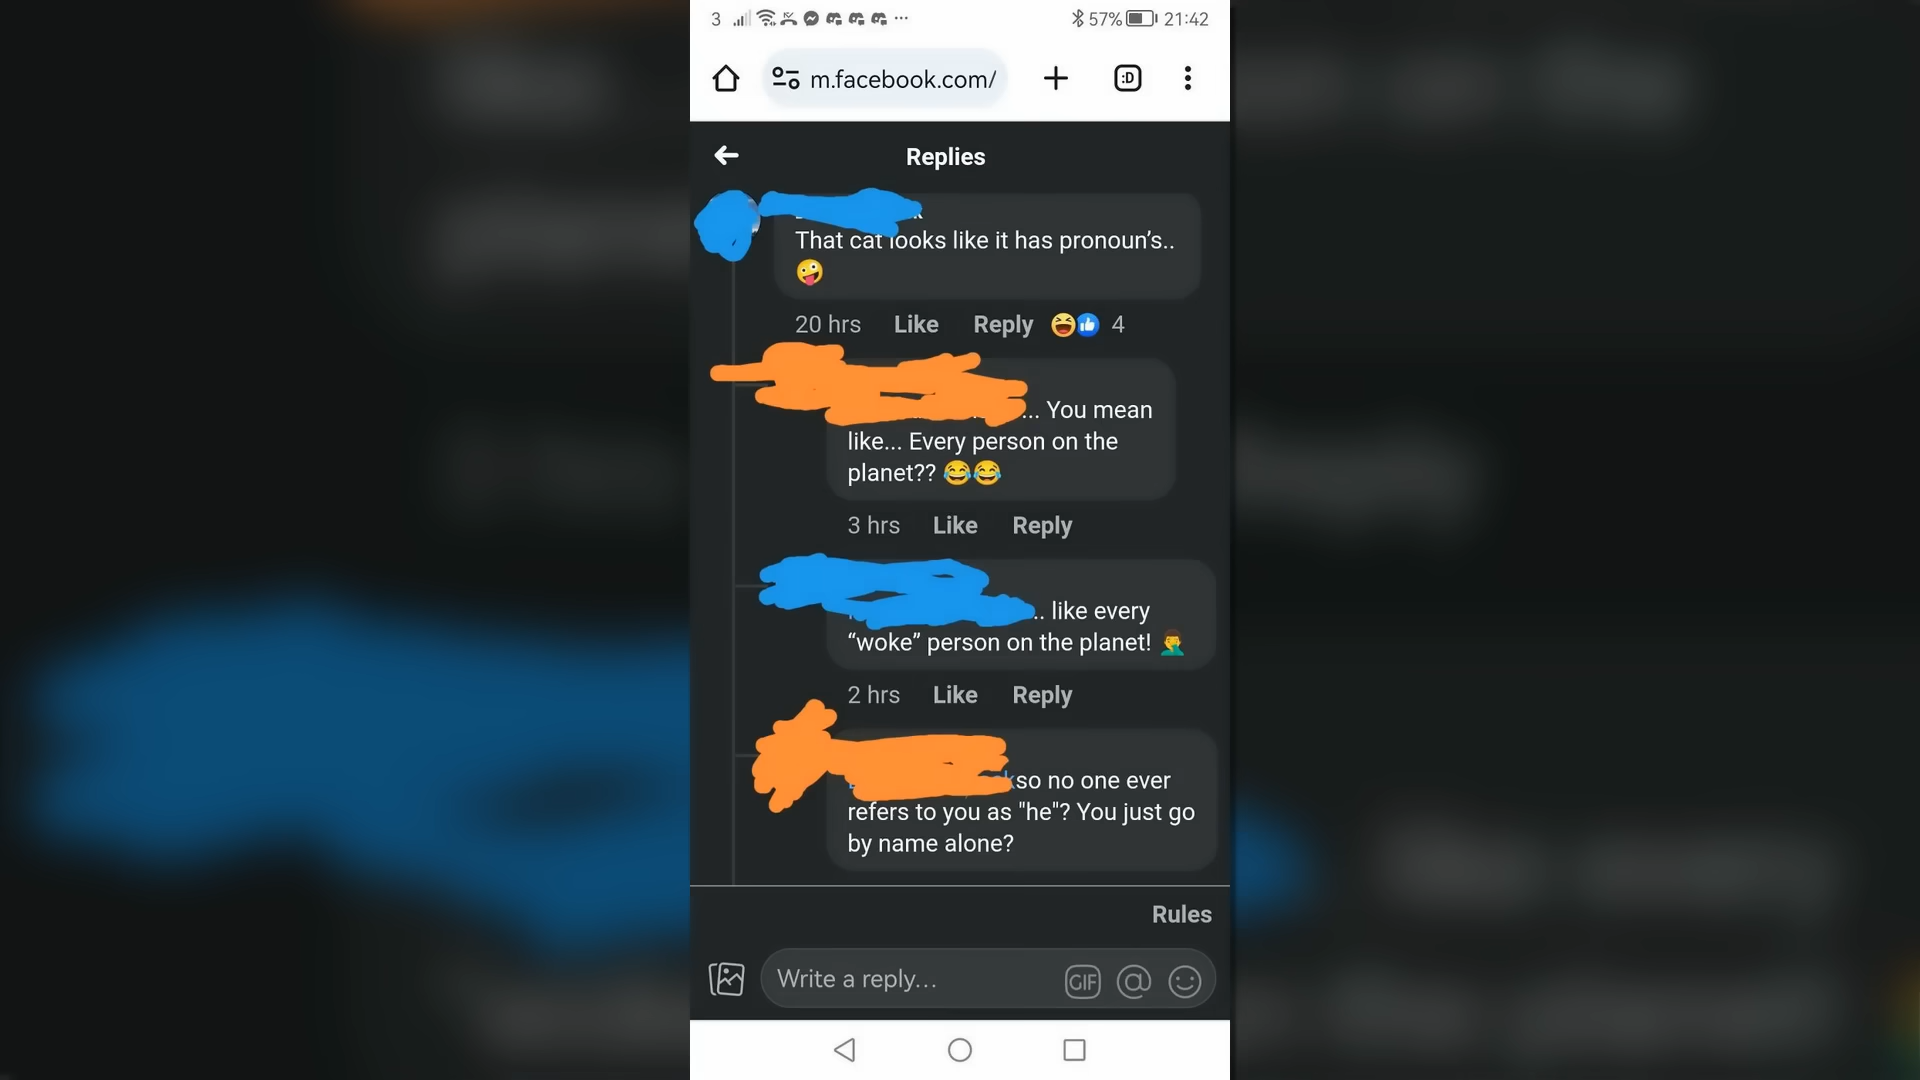 3 57% 21:42
m.facebook.com/ :D
Replies
That cat looks like it has pronoun’s..
🤪
20 hrs Like Reply 4
... You mean
like... Every person on the
planet?? 😂😂
3 hrs Like Reply
.. like every
“woke” person on the planet! 🤦‍♂️
2 hrs Like Reply
so no one ever
refers to you as "he"? You just go
by name alone?
Rules
Write a reply... GIF @